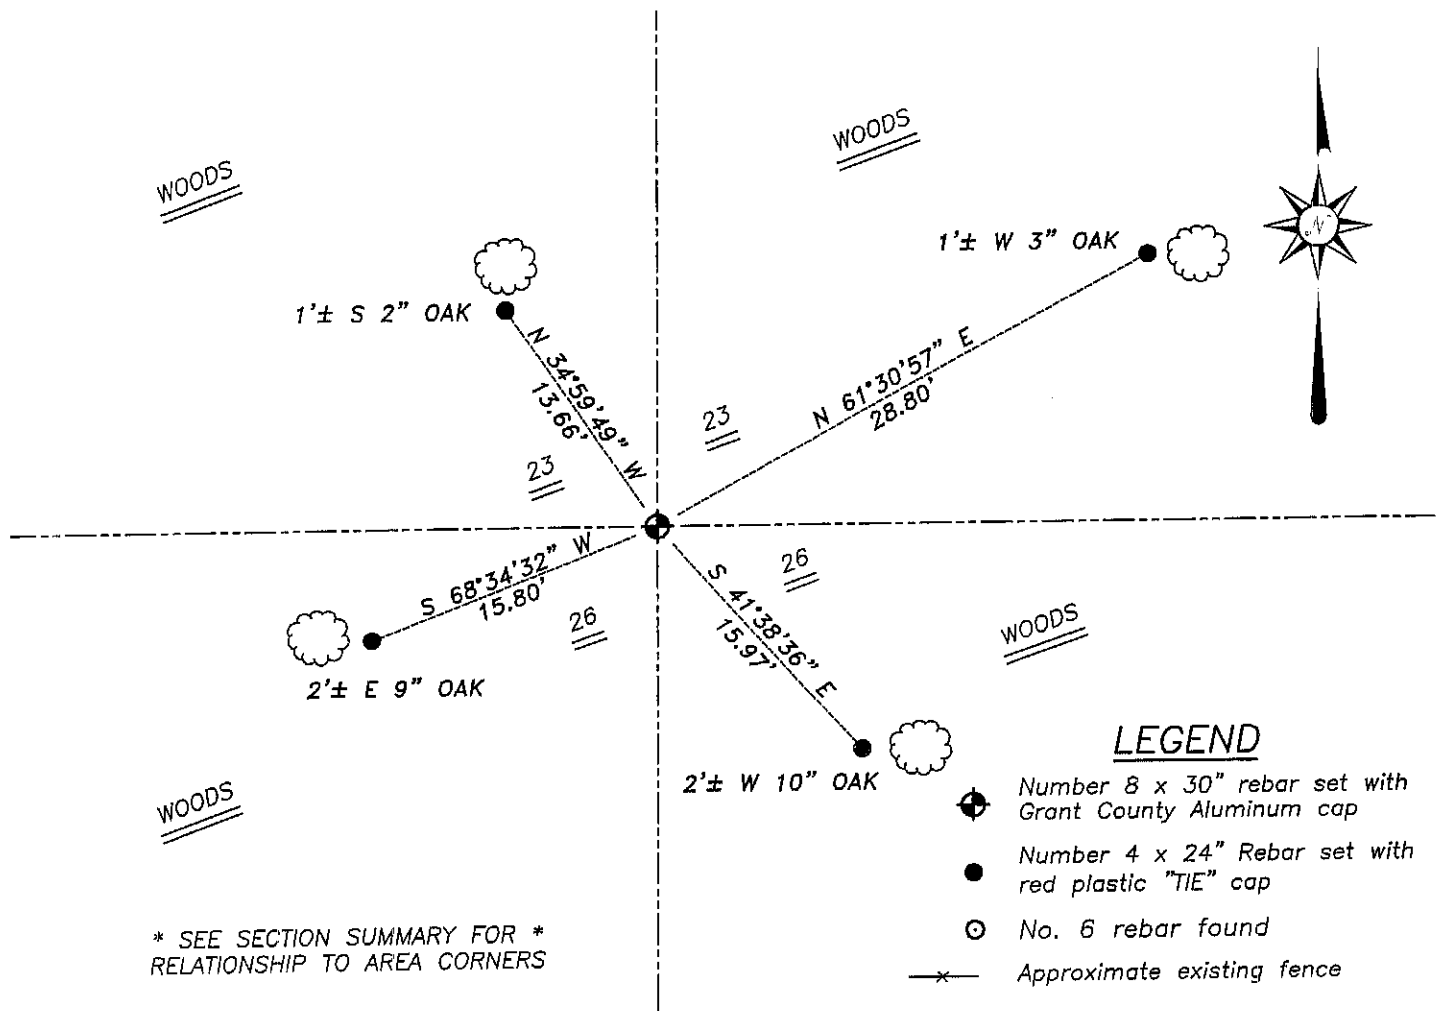 WOODS
WOODS
1'± W 3" OAK
N
1'± S 2" OAK
N 34°59'49" W
13.66'
N 61°30'57" E
28.80'
23
23
S 68°34'32" W
15.80'
26
26
S 41°38'36" E
15.97'
WOODS
2'± E 9" OAK
2'± W 10" OAK
WOODS
LEGEND
Number 8 x 30" rebar set with
Grant County Aluminum cap
Number 4 x 24" Rebar set with
red plastic "TIE" cap
No. 6 rebar found
Approximate existing fence
* SEE SECTION SUMMARY FOR *
RELATIONSHIP TO AREA CORNERS